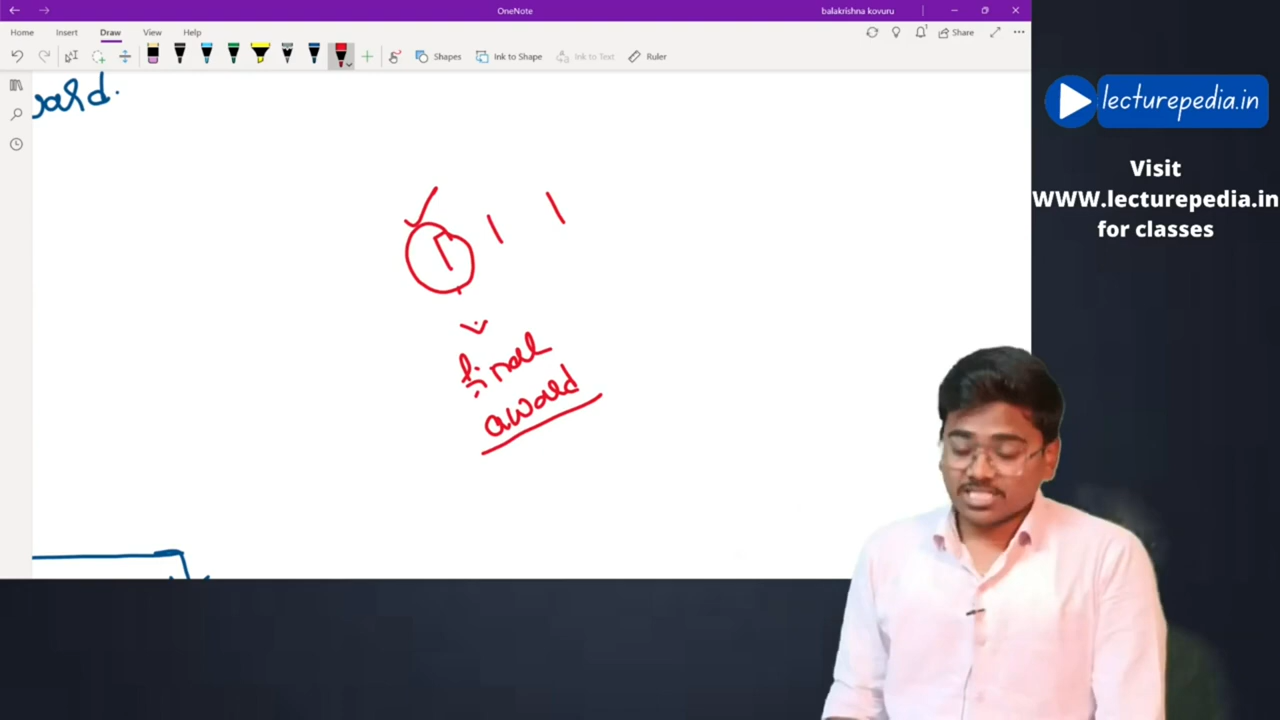 OneNote
balakrishna kovuru
Home Insert Draw View Help
Shapes Ink to Shape Ink to Text Ruler
Share
lecturepedia.in
Visit
WWW.lecturepedia.in
for classes
final
award